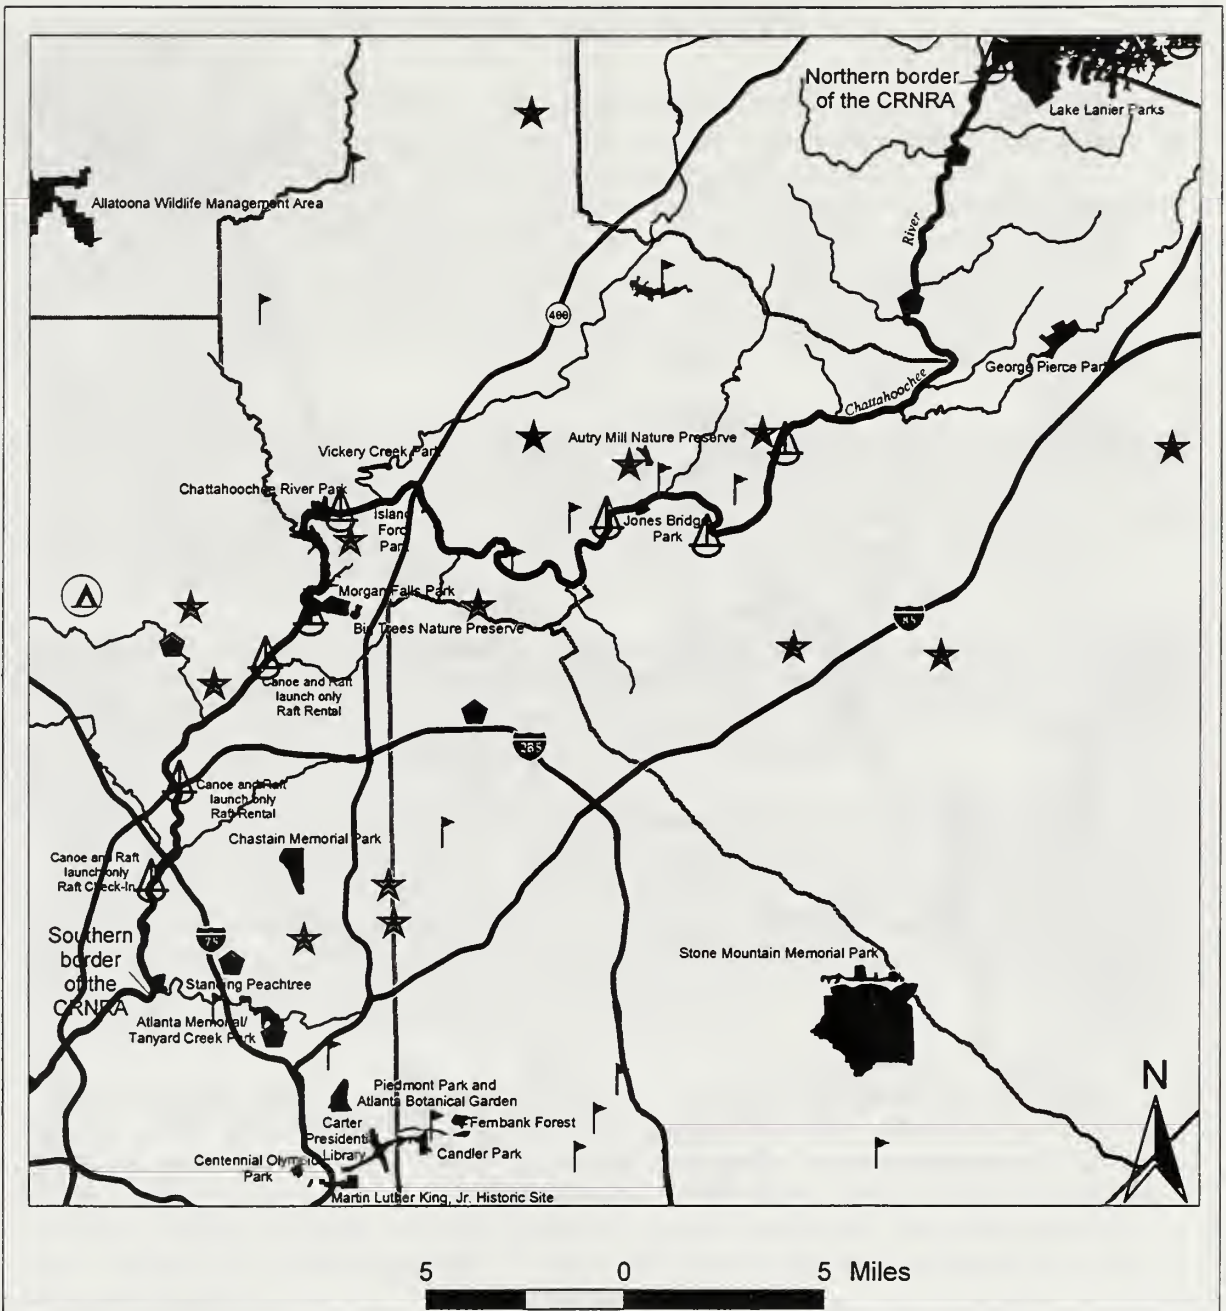 Northern border
of the CRNRA
Lake Lanier Parks
Allatoona Wildlife Management Area
River
400
George Pierce Park
Chattahoochee
Autry Mill Nature Preserve
Vickery Creek Park
Chattahoochee River Park
Island
Ford
Park
Jones Bridge
Park
Morgan Falls Park
Big Trees Nature Preserve
85
Canoe and Raft
launch only
Raft Rental
285
Canoe and Raft
launch only
Raft Rental
Chastain Memorial Park
Canoe and Raft
launch only
Raft Check-In
75
Southern
border
of the
CRNRA
Standing Peachtree
Stone Mountain Memorial Park
Atlanta Memorial/
Tanyard Creek Park
Piedmont Park and
Atlanta Botanical Garden
Fernbank Forest
Carter
Presidential
Library
Candler Park
Centennial Olympic
Park
Martin Luther King, Jr. Historic Site
N
5 0 5 Miles